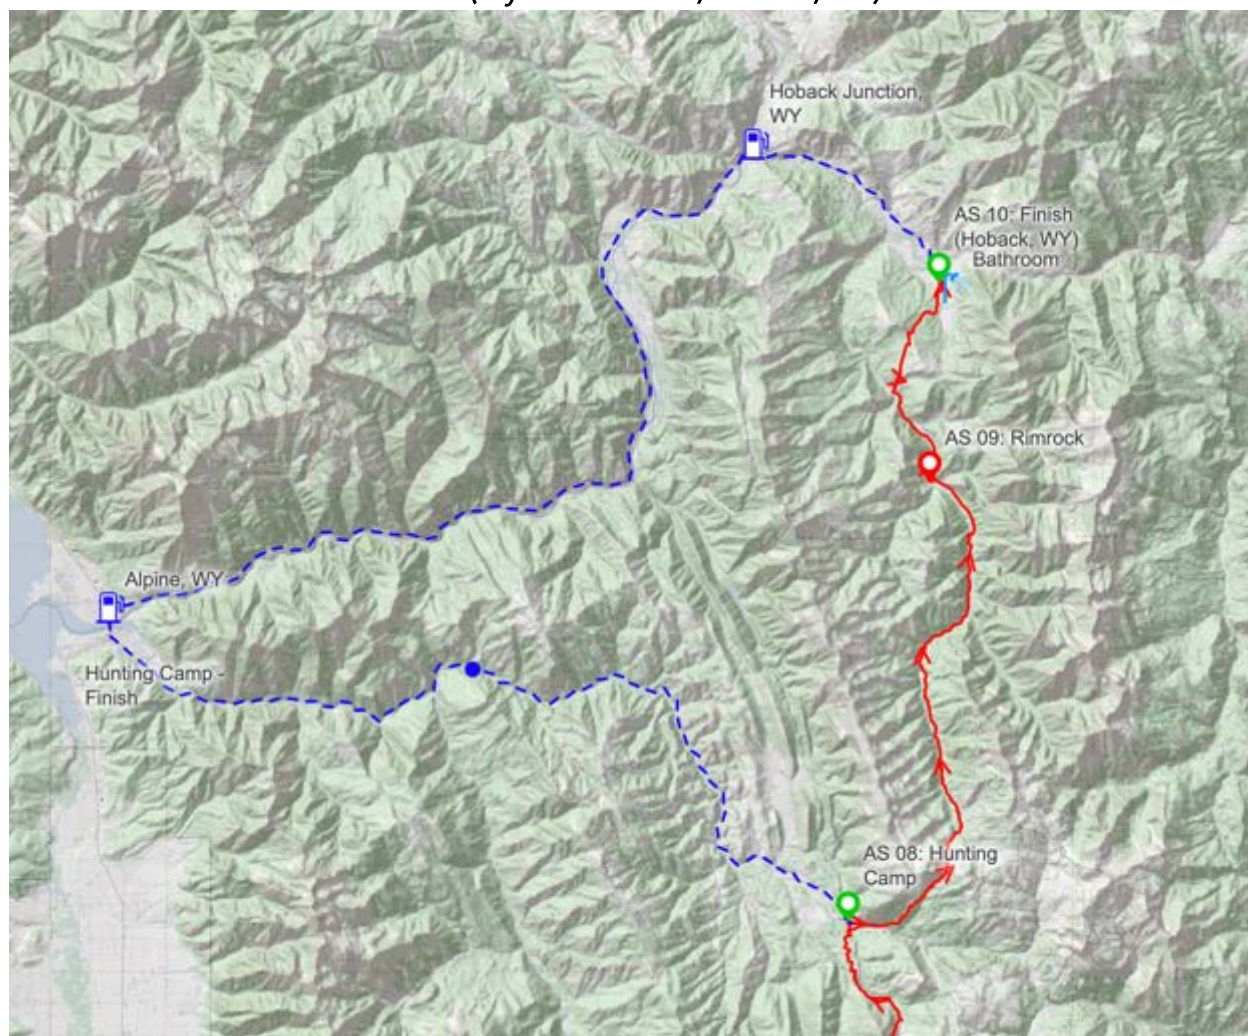 Hoback Junction,
WY
AS 10: Finish
(Hoback, WY)
Bathroom
AS 09: Rimrock
Alpine, WY
Hunting Camp -
Finish
AS 08: Hunting
Camp